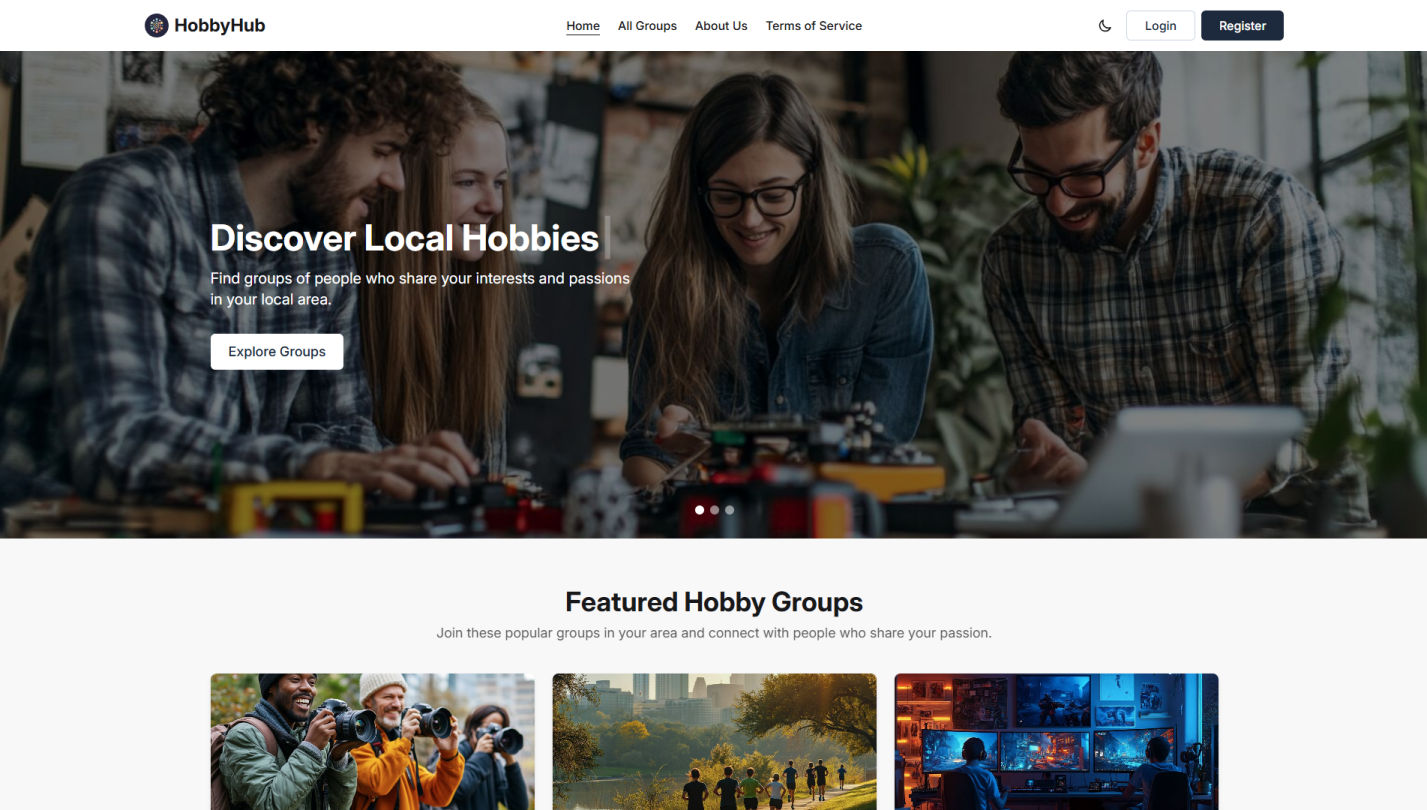 HobbyHub
Home
All Groups
About Us
Terms of Service
Login
Register
Discover Local Hobbies
Find groups of people who share your interests and passions
in your local area.
Explore Groups
Featured Hobby Groups
Join these popular groups in your area and connect with people who share your passion.